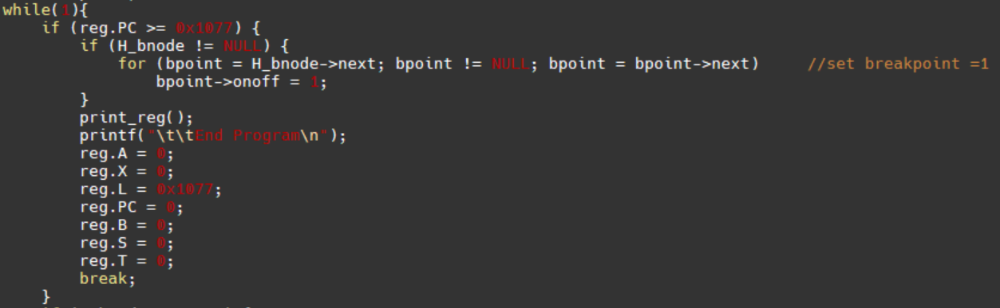 while(1){
if (reg.PC >= 0x1077) {
if (H_bnode != NULL) {
for (bpoint = H_bnode->next; bpoint != NULL; bpoint = bpoint->next) //set breakpoint =1
bpoint->onoff = 1;
}
print_reg();
printf("\t\tEnd Program\n");
reg.A = 0;
reg.X = 0;
reg.L = 0x1077;
reg.PC = 0;
reg.B = 0;
reg.S = 0;
reg.T = 0;
break;
}